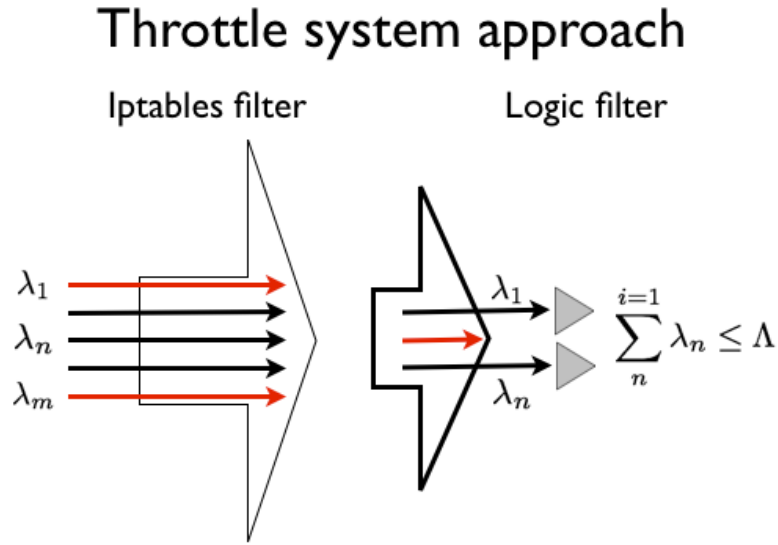 Throttle system approach
Iptables filter
Logic filter
λ₁
λₙ
λₘ
λ₁
λₙ
i=1
∑ λₙ ≤ Λ
n